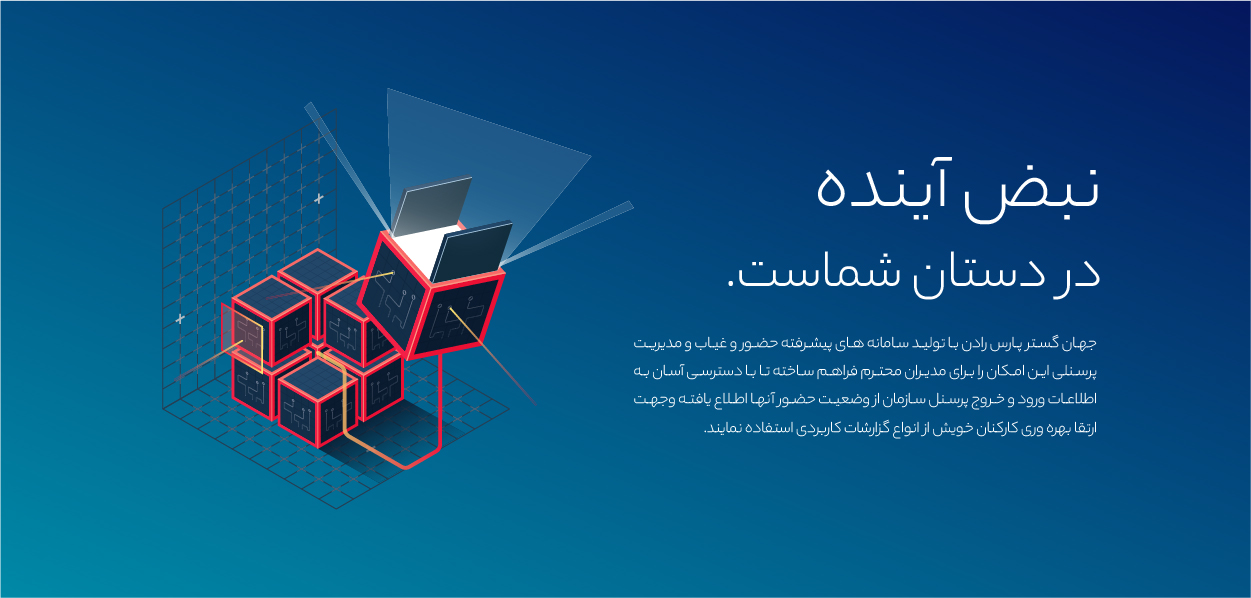 نبض آینده
در دستان شماست.
جهان گستر پارس رادن با تولید سامانه های پیشرفته حضور و غیاب و مدیریت
پرسنلی این امکان را برای مدیران محترم فراهم ساخته تا با دسترسی آسان به
اطلاعات ورود و خروج پرسنل سازمان از وضعیت حضور آنها اطلاع یافته وجهت
ارتقا بهره وری کارکنان خویش از انواع گزارشات کاربردی استفاده نمایند.